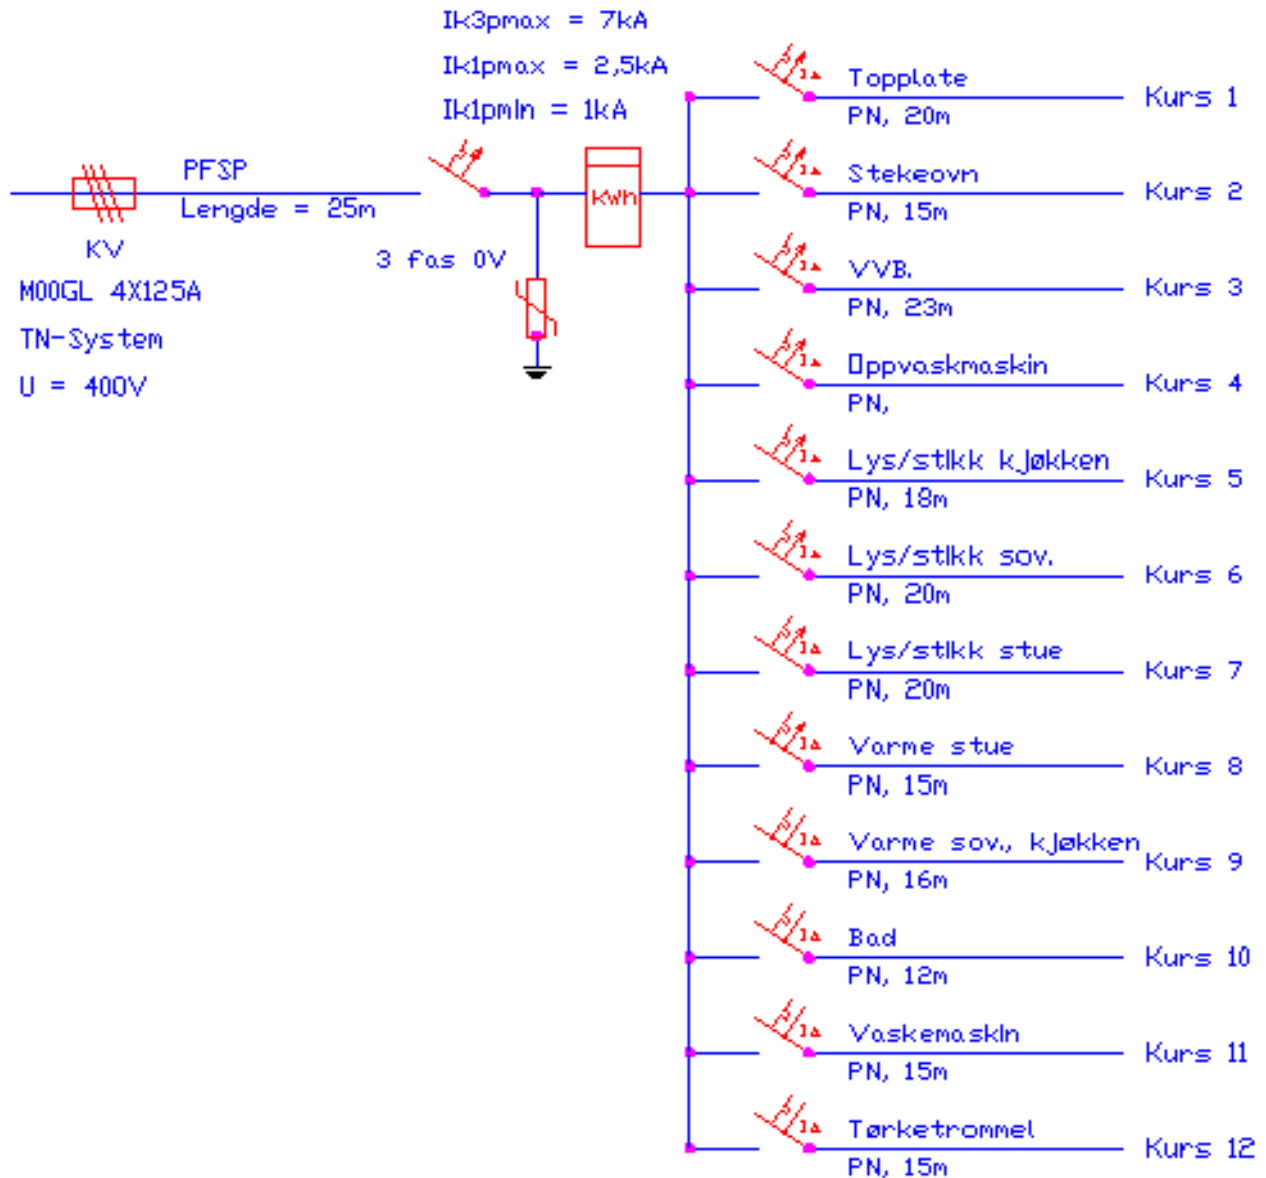 Ik3pmax = 7kA
Ik1pmax = 2,5kA
Ik1pmin = 1kA
PFSP
Lengde = 25m
KV
M00GL 4X125A
TN-System
U = 400V
3 fas OV
kWh
Topplate
PN, 20m
Kurs 1
Stekeovn
PN, 15m
Kurs 2
VVB.
PN, 23m
Kurs 3
Oppvaskmaskin
PN,
Kurs 4
Lys/stikk kjøkken
PN, 18m
Kurs 5
Lys/stikk sov.
PN, 20m
Kurs 6
Lys/stikk stue
PN, 20m
Kurs 7
Varme stue
PN, 15m
Kurs 8
Varme sov., kjøkken
PN, 16m
Kurs 9
Bad
PN, 12m
Kurs 10
Vaskemaskin
PN, 15m
Kurs 11
Tørketrommel
PN, 15m
Kurs 12